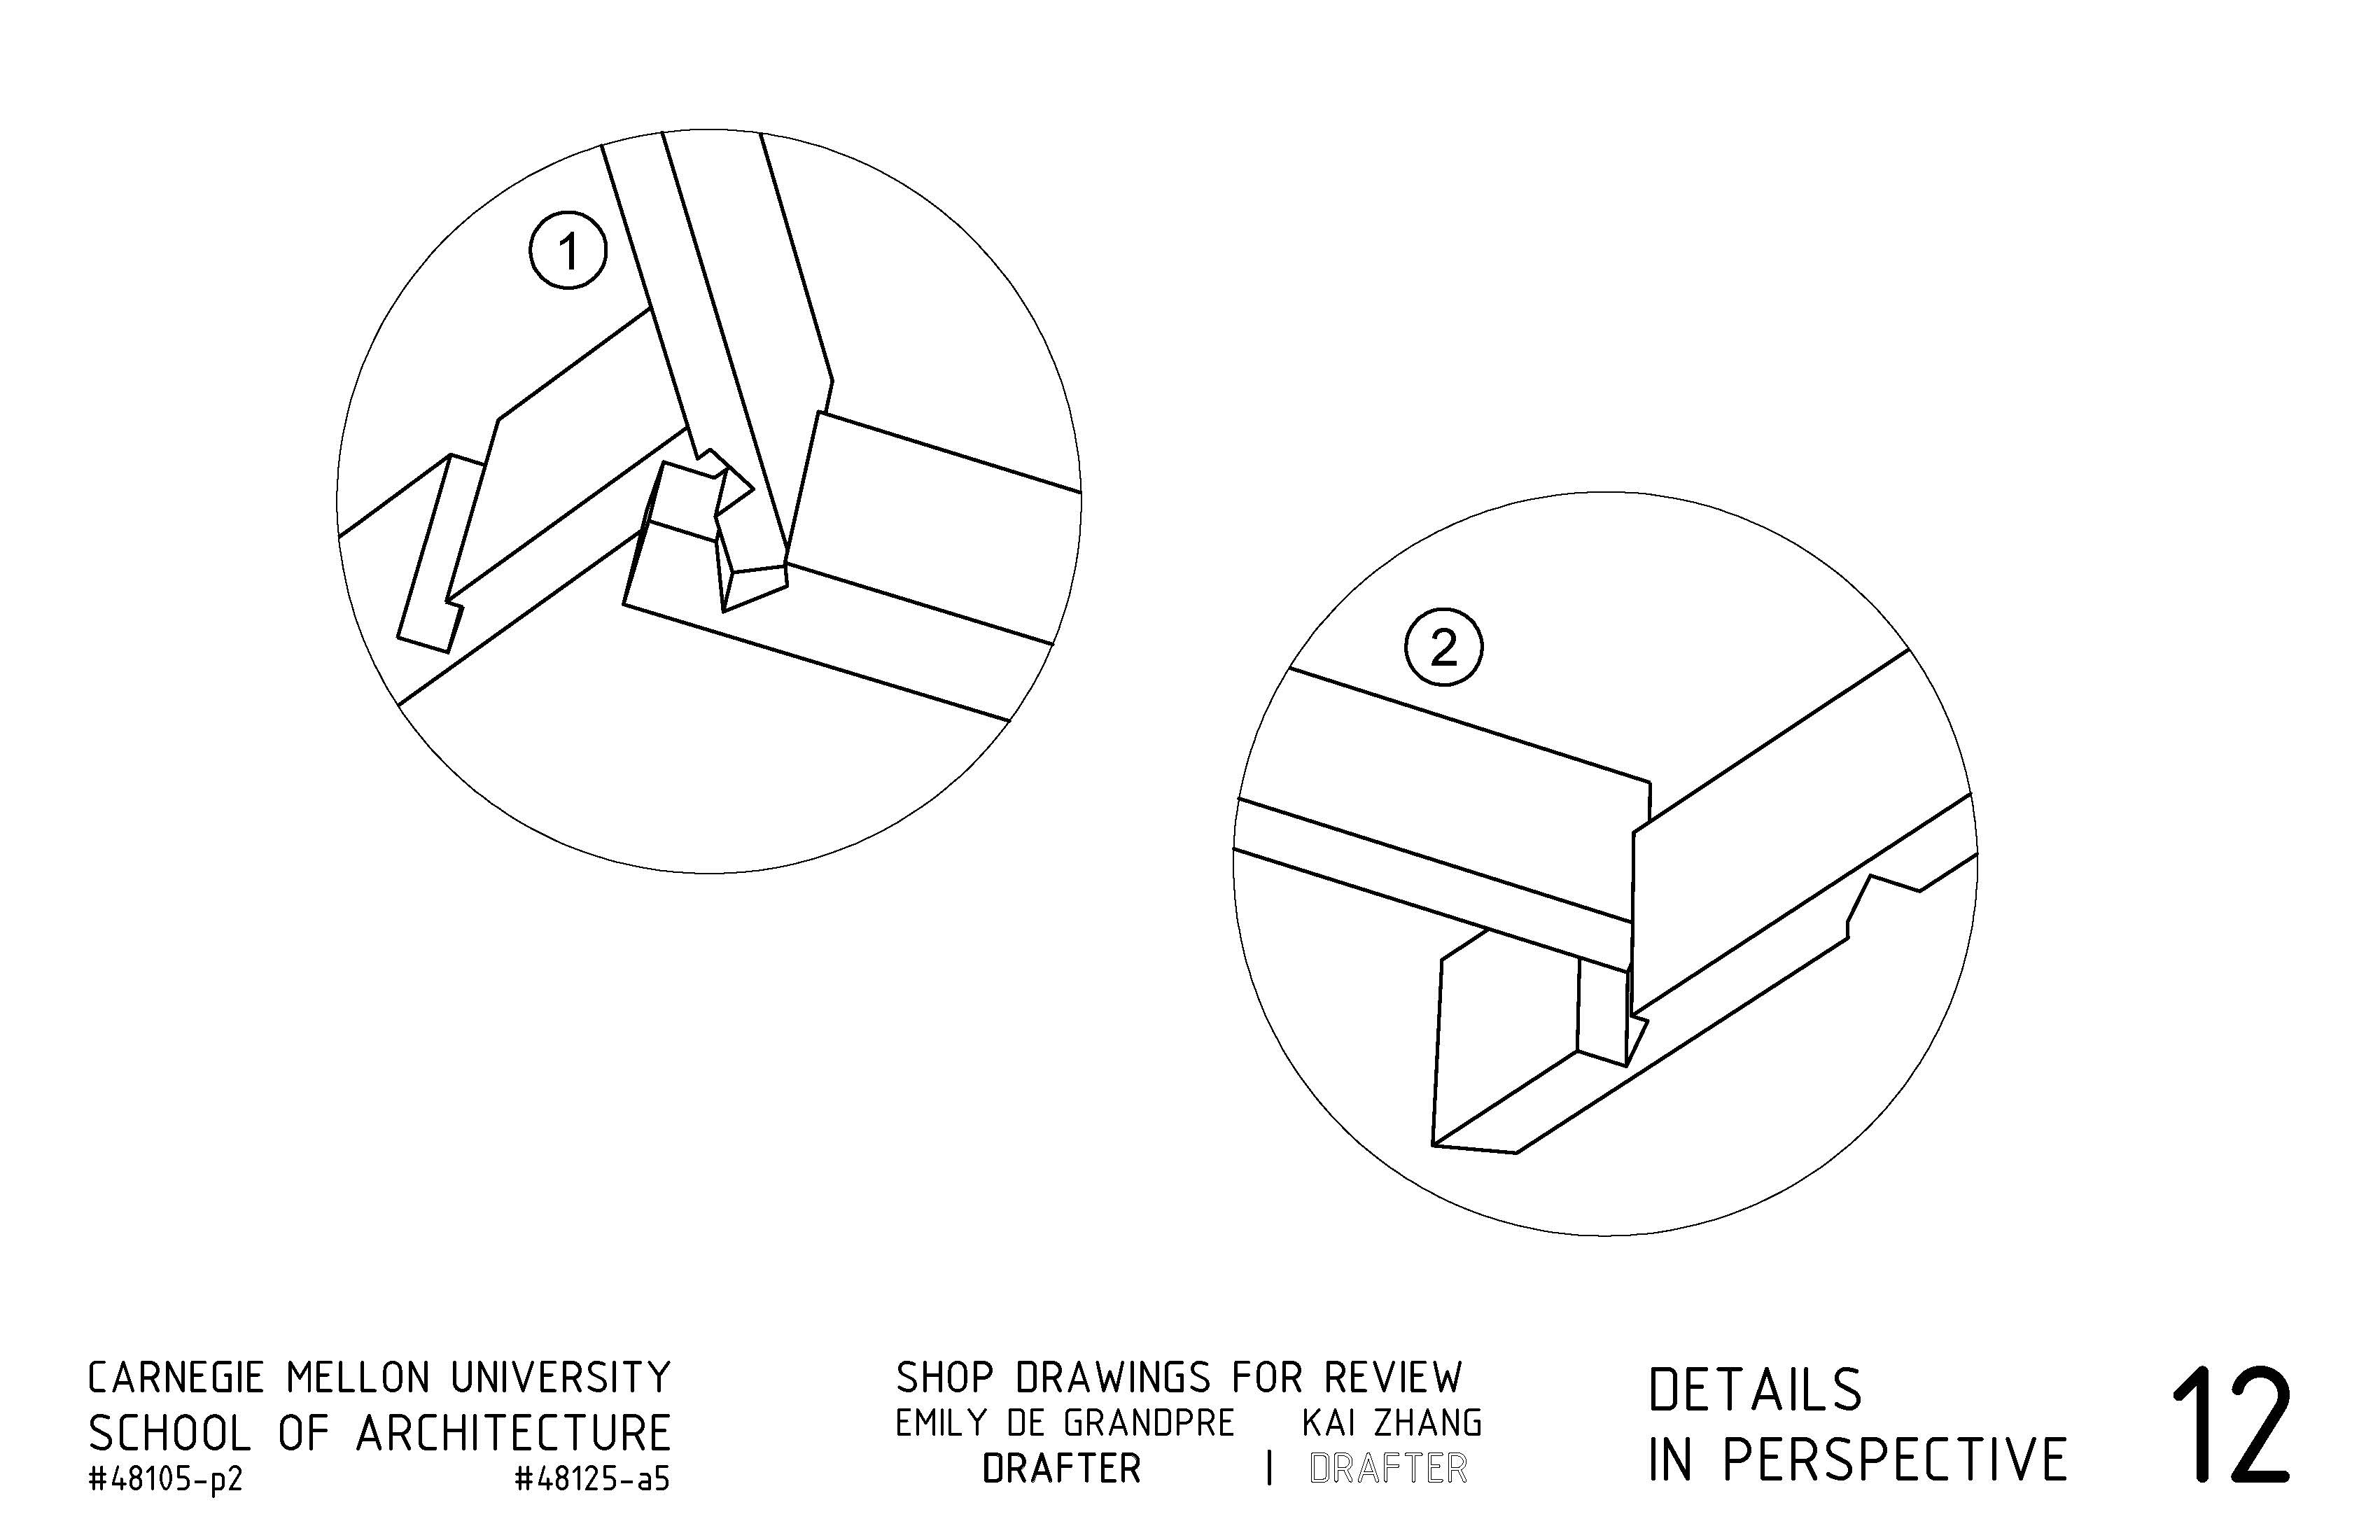 1
2
CARNEGIE MELLON UNIVERSITY
SCHOOL OF ARCHITECTURE
#48105-p2 #48125-a5
SHOP DRAWINGS FOR REVIEW
EMILY DE GRANDPRE KAI ZHANG
DRAFTER | DRAFTER
DETAILS
IN PERSPECTIVE
12